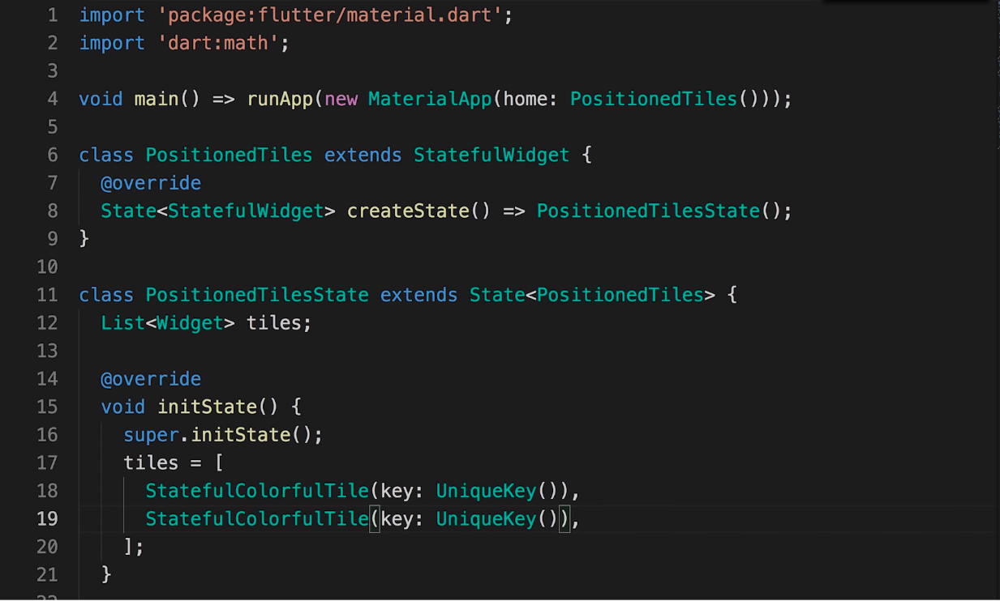 1 import 'package:flutter/material.dart';
2 import 'dart:math';
3
4 void main() => runApp(new MaterialApp(home: PositionedTiles()));
5
6 class PositionedTiles extends StatefulWidget {
7   @override
8   State<StatefulWidget> createState() => PositionedTilesState();
9 }
10
11 class PositionedTilesState extends State<PositionedTiles> {
12   List<Widget> tiles;
13
14   @override
15   void initState() {
16     super.initState();
17     tiles = [
18       StatefulColorfulTile(key: UniqueKey()),
19       StatefulColorfulTile(key: UniqueKey()),
20     ];
21   }